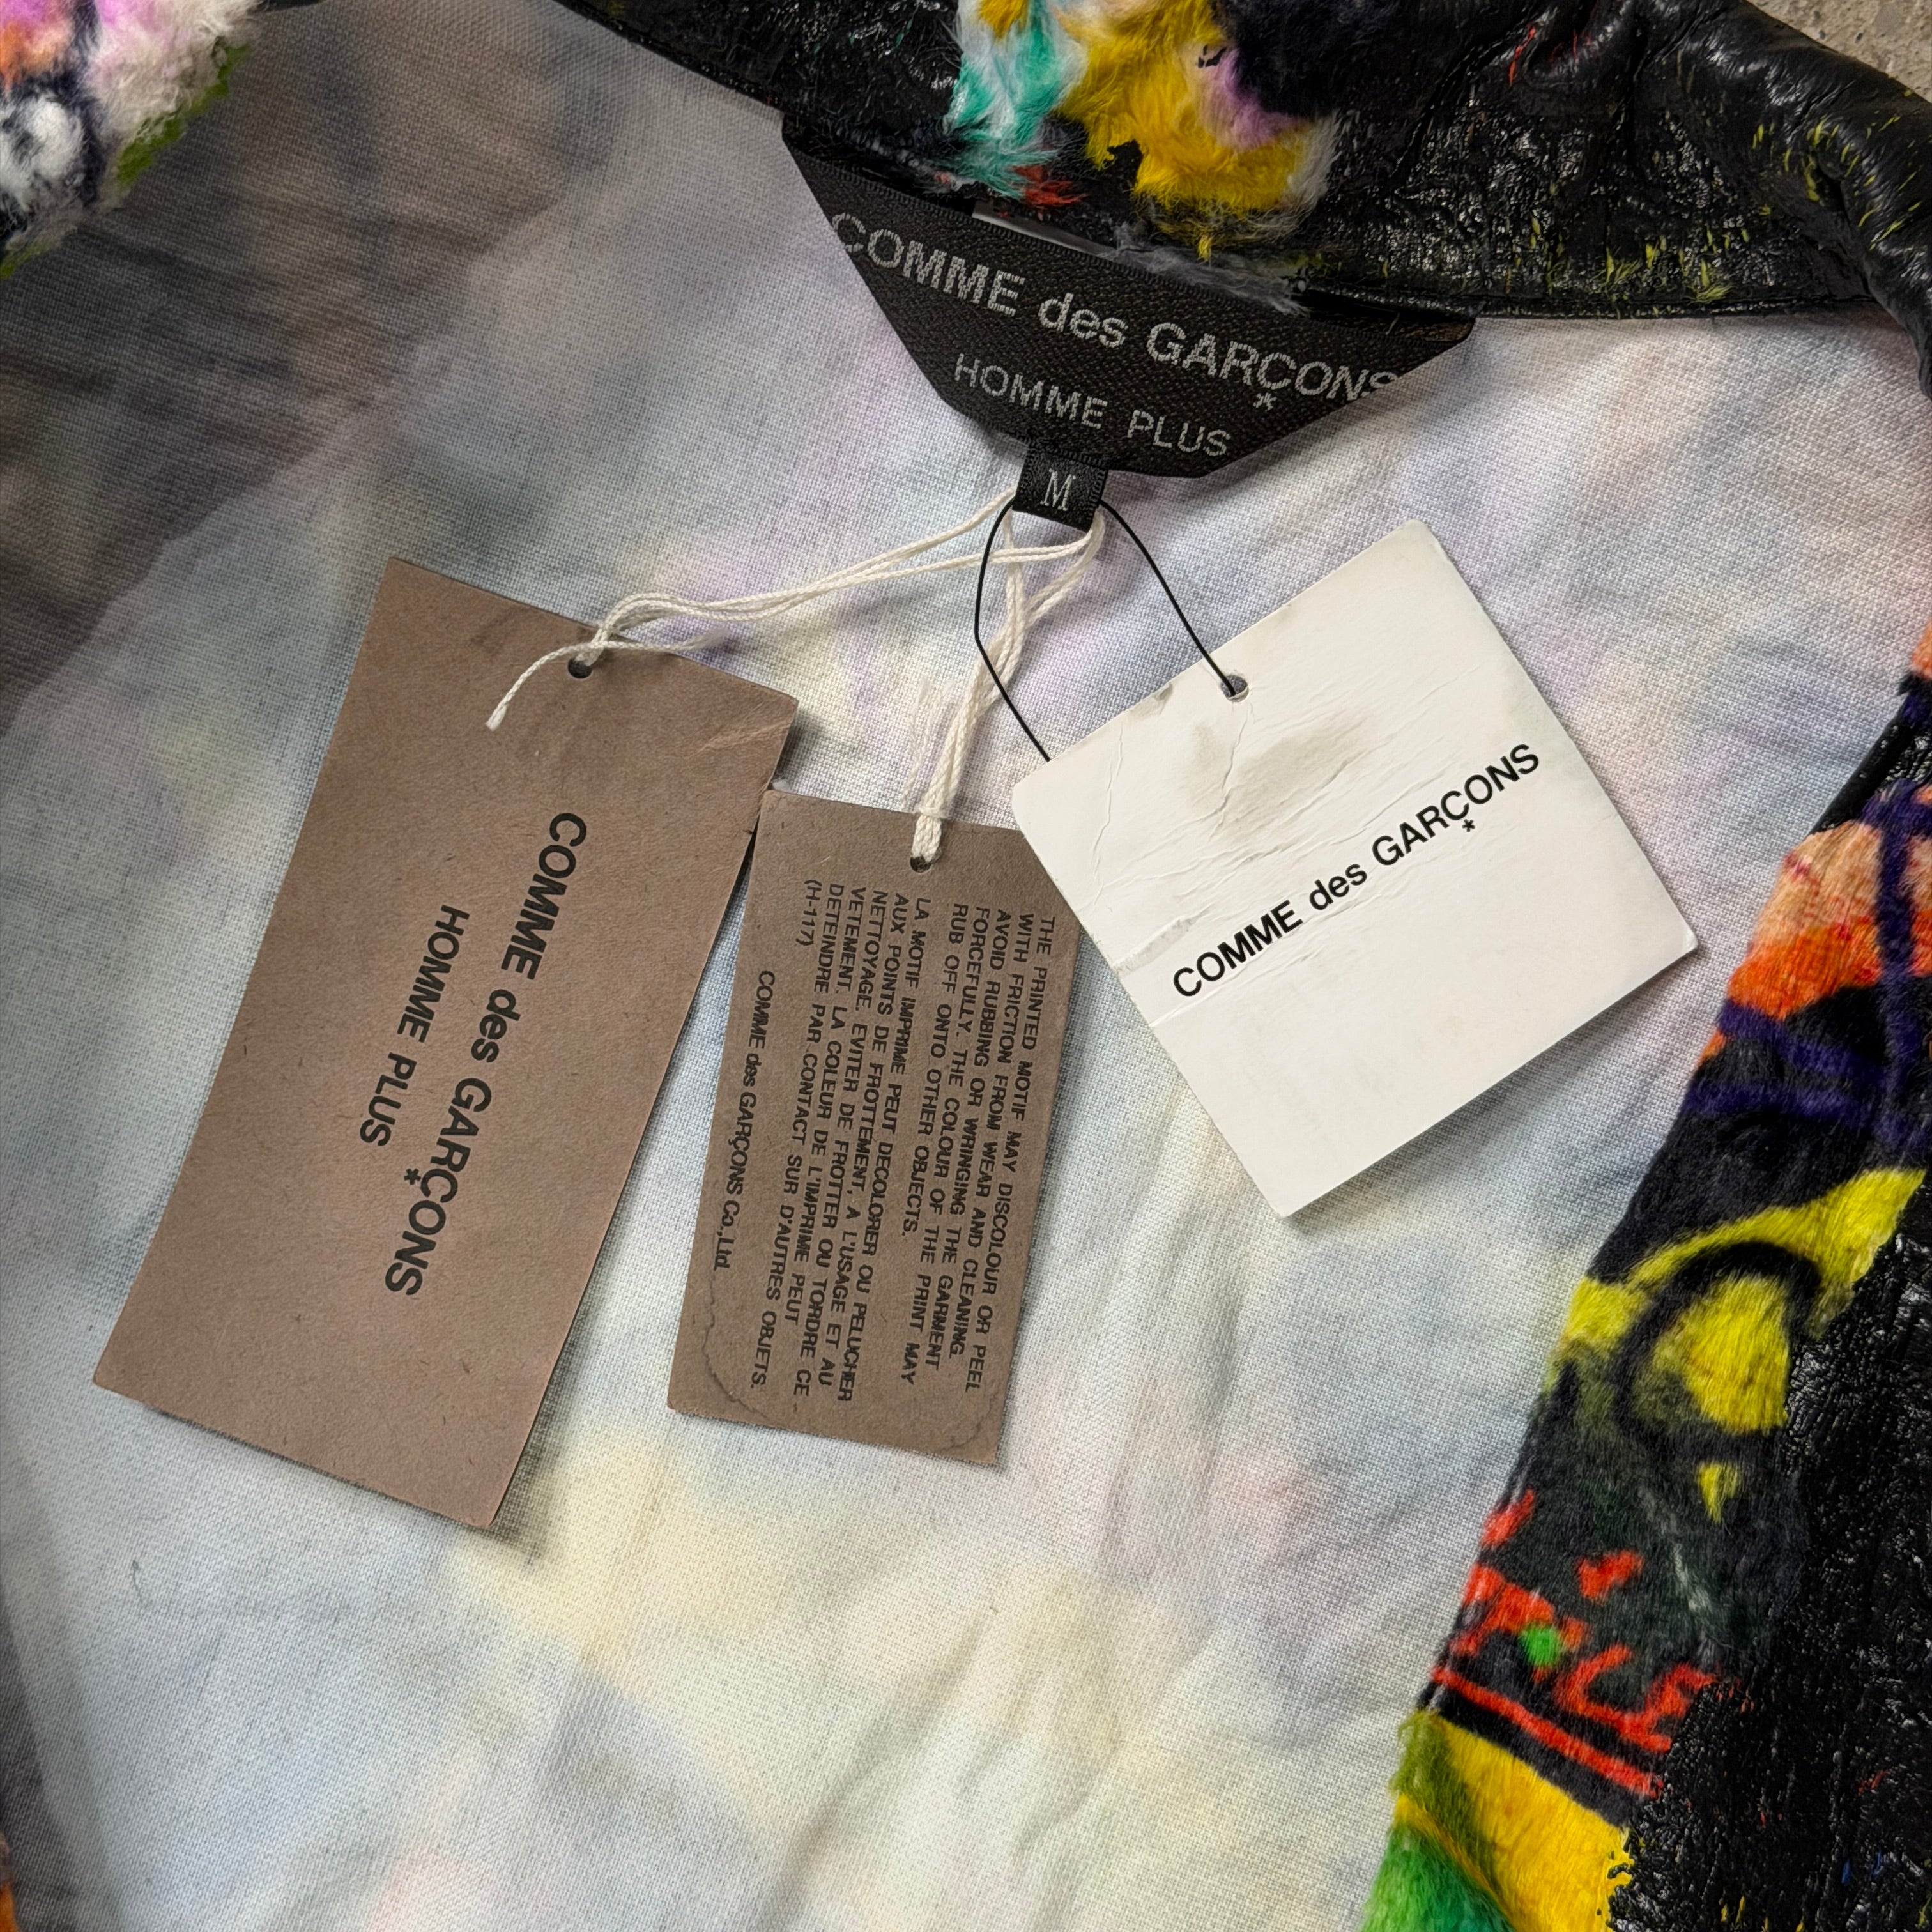 COMME des GARÇONS
HOMME PLUS
M
COMME des GARÇONS
HOMME PLUS
THE PRINTED MOTIF MAY DISCOLOUR OR PEEL
WITH FRICTION FROM WEAR AND CLEANING.
AVOID RUBBING OR WRINGING THE GARMENT
FORCEFULLY. THE COLOUR OF THE PRINT MAY
RUB OFF ONTO OTHER OBJECTS.
LA MOTIF IMPRIME PEUT DECOLORER OU PELUCHER
AUX POINTS DE FROTTEMENT, A L'USAGE ET AU
NETTOYAGE. EVITER DE FROTTER OU TORDRE CE
VETEMENT. LA COLEUR DE L'IMPRIME PEUT
DETEINDRE PAR CONTACT SUR D'AUTRES OBJETS.
(H-117)
COMME des GARÇONS Co.,Ltd.
COMME des GARÇONS